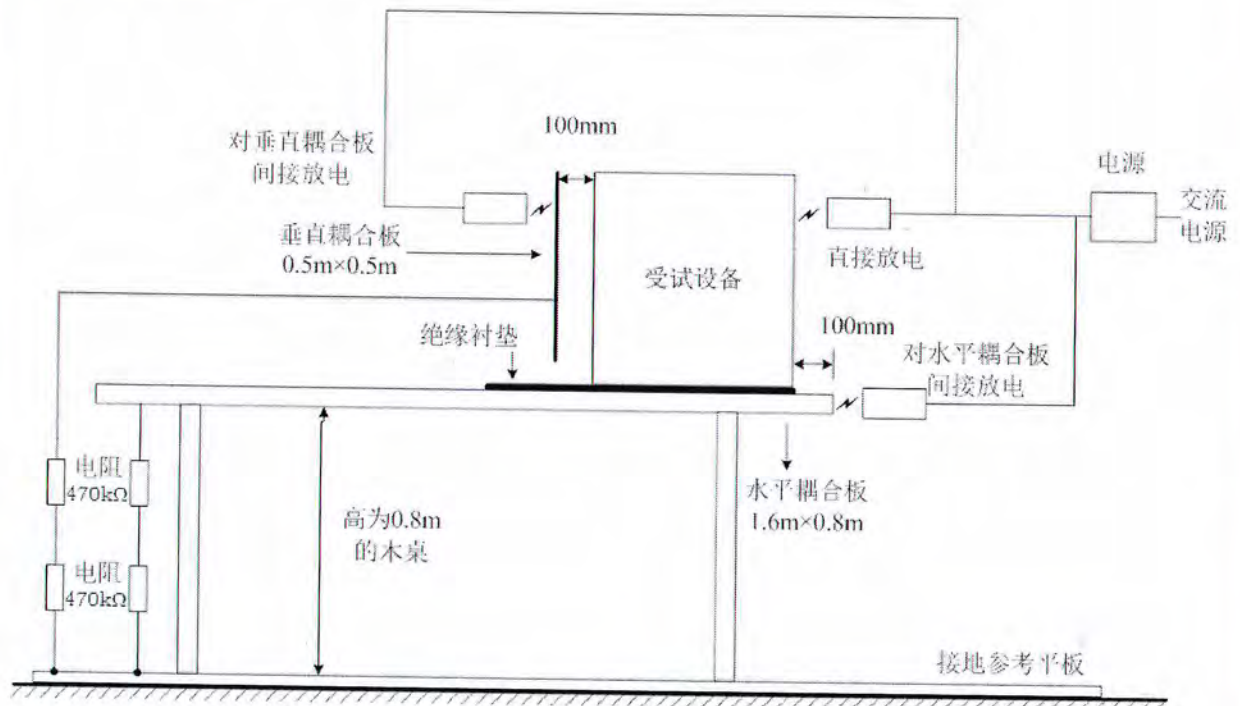 100mm
对垂直耦合板
间接放电
电源
交流
电源
垂直耦合板
0.5m×0.5m
直接放电
受试设备
100mm
绝缘衬垫
对水平耦合板
间接放电
电阻
470kΩ
水平耦合板
1.6m×0.8m
高为0.8m
的木桌
电阻
470kΩ
接地参考平板